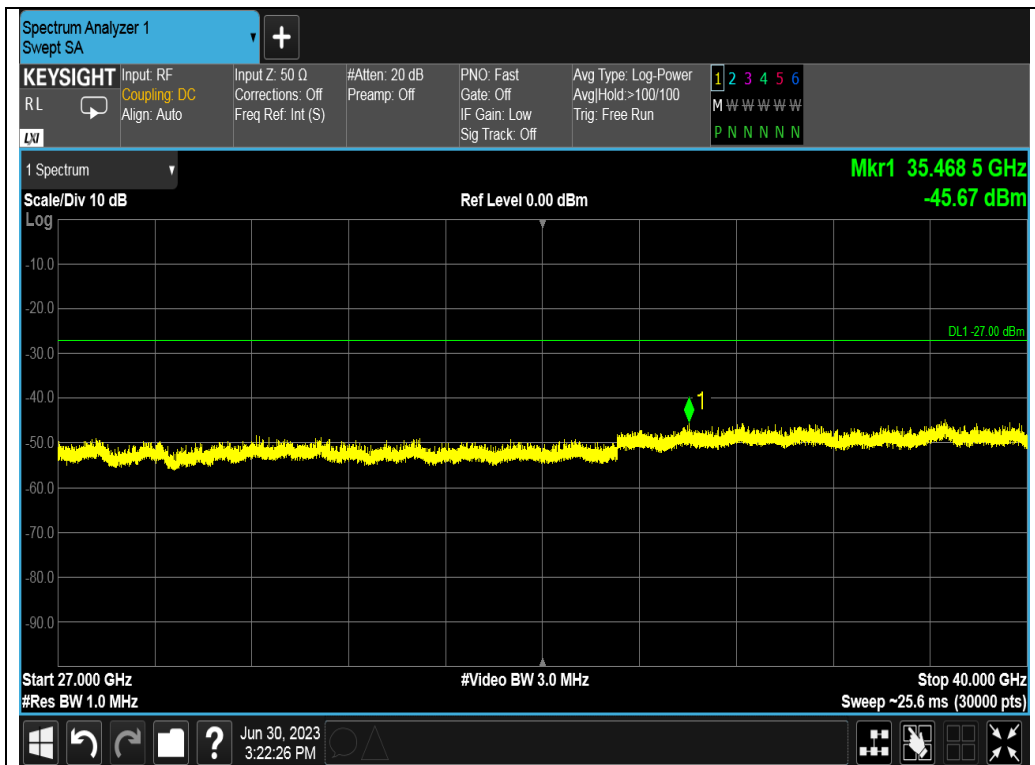 Spectrum Analyzer 1
Swept SA
+
KEYSIGHT
RL
LXI
Input: RF
Coupling: DC
Align: Auto
Input Z: 50 Ω
Corrections: Off
Freq Ref: Int (S)
#Atten: 20 dB
Preamp: Off
PNO: Fast
Gate: Off
IF Gain: Low
Sig Track: Off
Avg Type: Log-Power
Avg|Hold:>100/100
Trig: Free Run
1 2 3 4 5 6
M W W W W W
P N N N N N
1 Spectrum
Mkr1 35.468 5 GHz
-45.67 dBm
Scale/Div 10 dB
Ref Level 0.00 dBm
Log
-10.0
-20.0
DL1 -27.00 dBm
-30.0
-40.0
1
-50.0
-60.0
-70.0
-80.0
-90.0
Start 27.000 GHz
#Video BW 3.0 MHz
Stop 40.000 GHz
#Res BW 1.0 MHz
Sweep ~25.6 ms (30000 pts)
?
Jun 30, 2023
3:22:26 PM